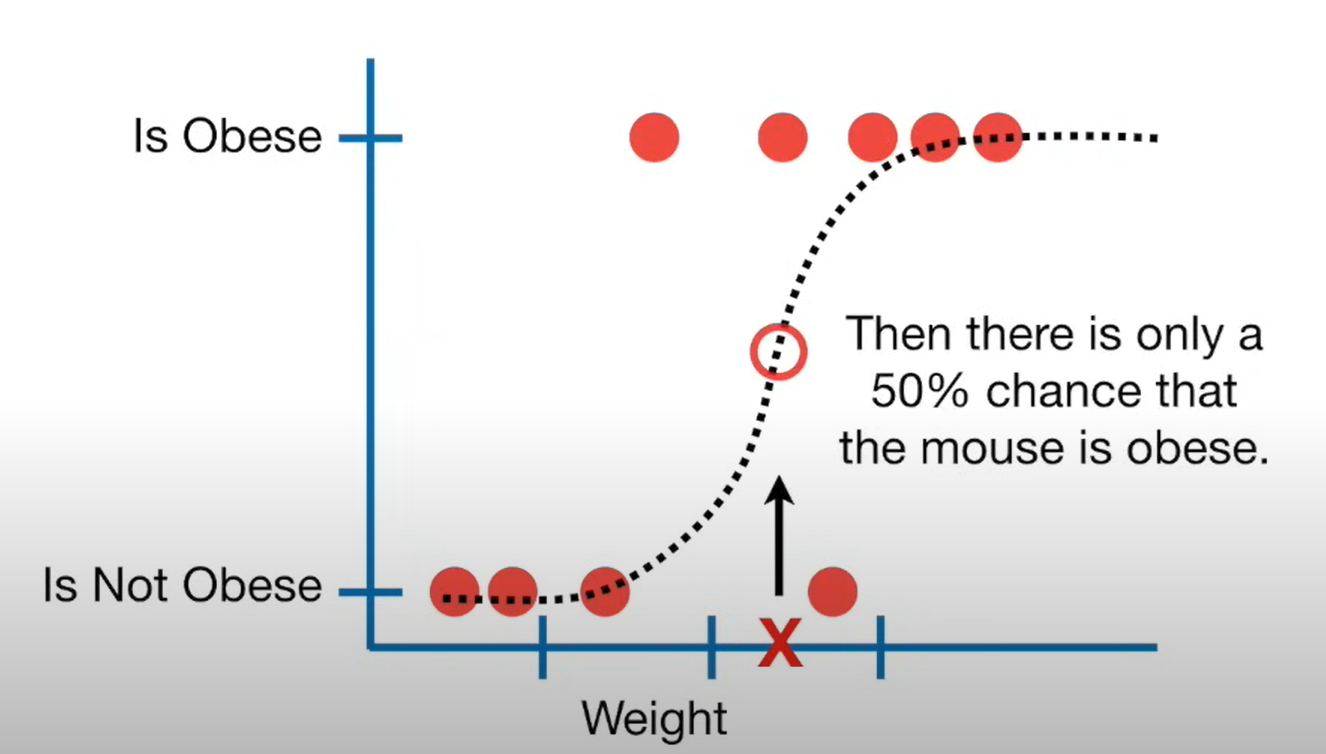 Is Obese
Then there is only a
50% chance that
the mouse is obese.
Is Not Obese
X
Weight